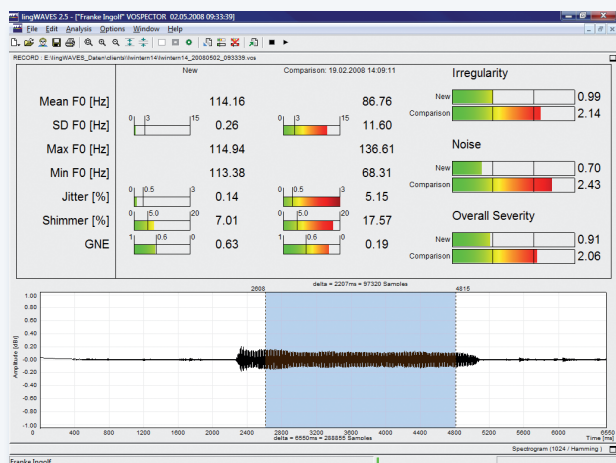 lingWAVES 2.5 - ["Franke Ingolf" VOSPECTOR 02.05.2008 09:33:39]
File Edit Analysis Options Window Help
RECORD : E:\lingWAVES_Daten\clients\lwintern14\lwintern14_20080502_093339.vcs
New Comparison: 19.02.2008 14:09:11 Irregularity
Mean F0 [Hz] 114.16 86.76 New 0.99
Comparison 2.14
SD F0 [Hz] 0 3 15 0.26 0 3 15 11.60
Max F0 [Hz] 114.94 136.61 Noise
Min F0 [Hz] 113.38 68.31 New 0.70
Comparison 2.43
Jitter [%] 0 0.5 3 0.14 0 0.5 3 5.15
Shimmer [%] 0 5.0 20 7.01 0 5.0 20 17.57 Overall Severity
GNE 1 0.6 0 0.63 1 0.6 0 0.19 New 0.91
Comparison 2.06
delta = 2207ms = 97320 Samples
2608 4815
1.00
0.80
0.60
0.40
0.20
-0.00
-0.20
-0.40
-0.60
-0.80
-1.00
Amplitude [dB]
0 400 800 1200 1600 2000 2400 2800 3200 3600 4000 4400 4800 5200 5600 6000 6550
delta = 6550ms = 288855 Samples Time [ms]
Spectrogram (1024 / Hamming )
Franke Ingolf